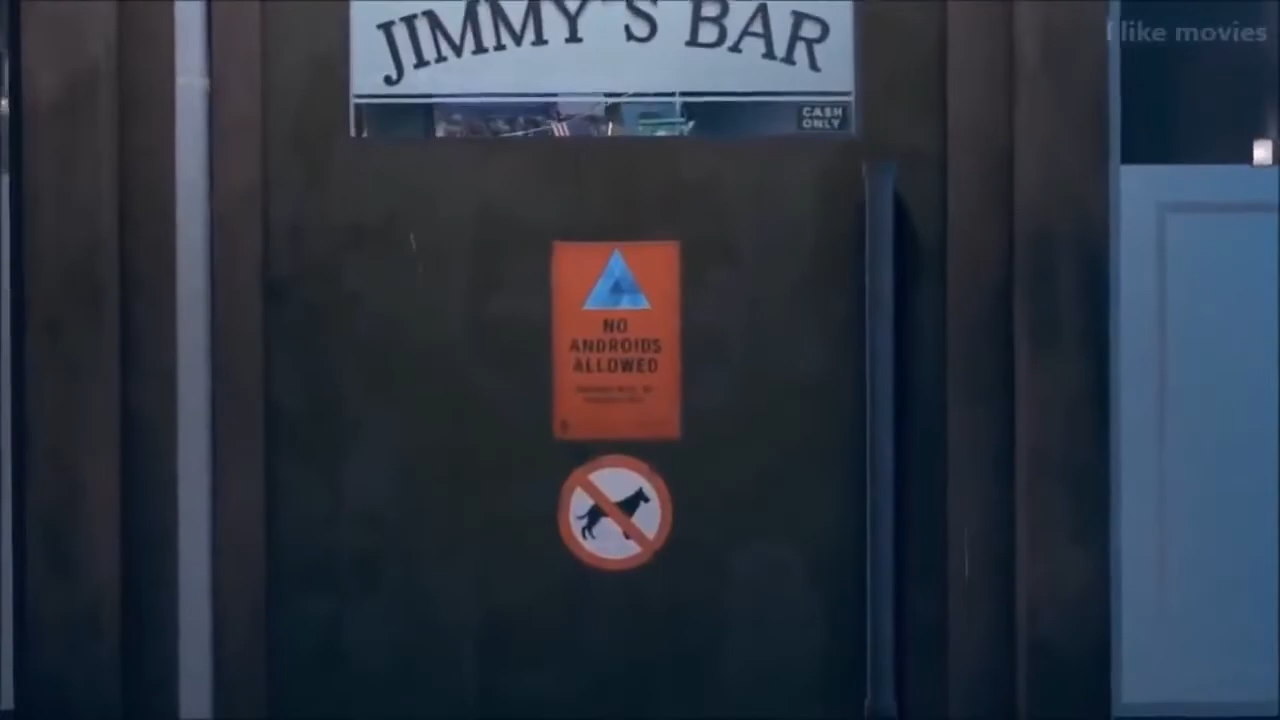 JIMMY'S BAR
I like movies
CASH
ONLY
NO
ANDROIDS
ALLOWED